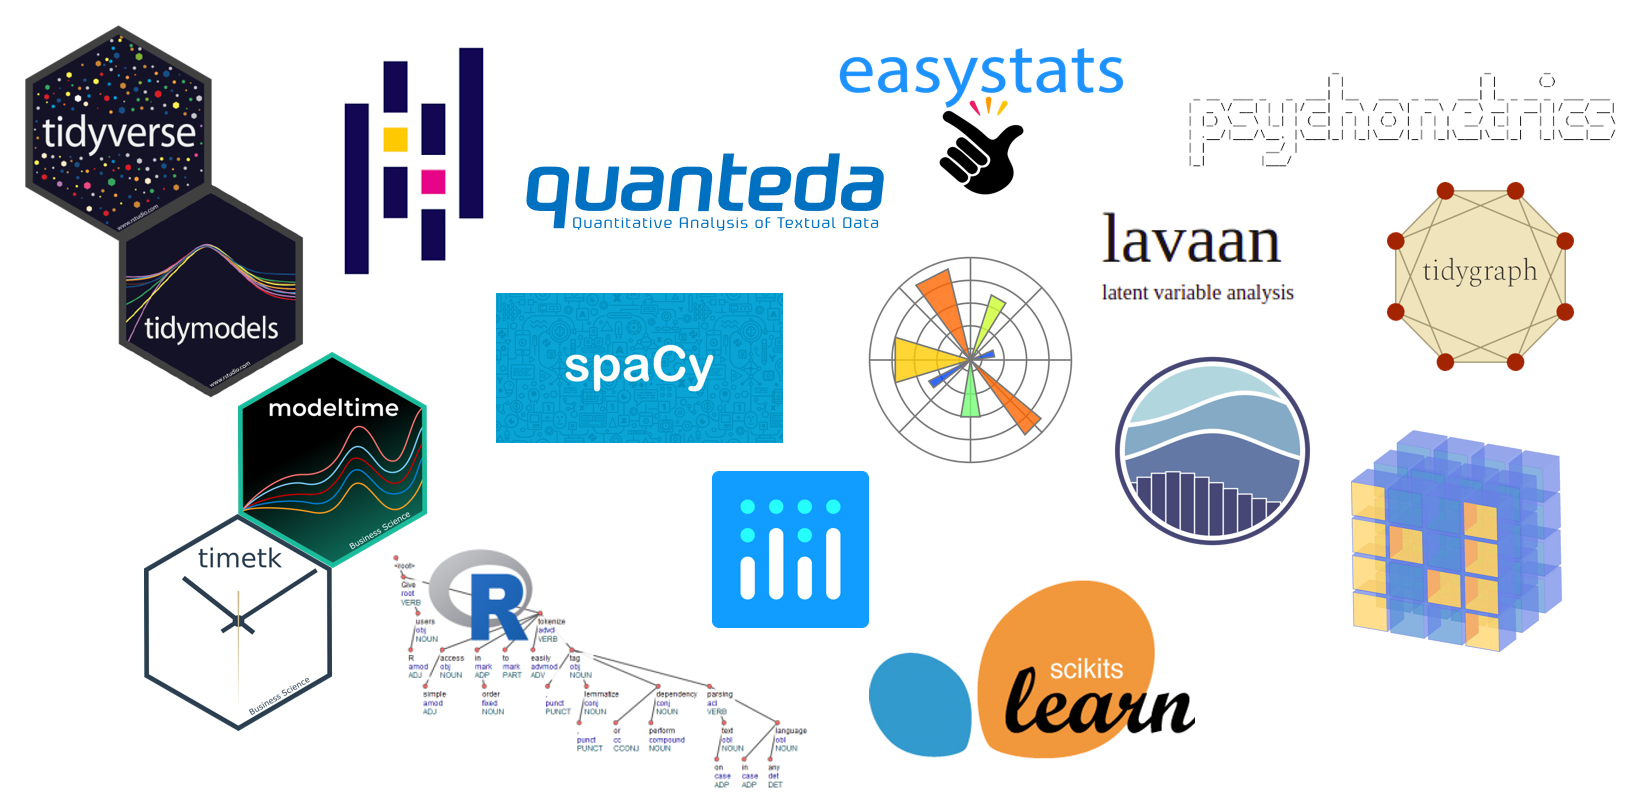 tidyverse
www.rstudio.com
tidymodels
www.rstudio.com
modeltime
Business Science
timetk
Business Science
quanteda
Quantitative Analysis of Textual Data
easystats
psychonetrics
lavaan
latent variable analysis
tidygraph
spaCy
scikits
learn
R
<root>
Give
root
VERB
users
obj
NOUN
tokenize
advcl
VERB
R
amod
ADJ
access
obj
NOUN
in
mark
ADP
to
mark
PART
easily
advmod
ADV
tag
obj
NOUN
simple
amod
ADJ
order
fixed
NOUN
,
punct
PUNCT
lemmatize
conj
NOUN
dependency
conj
NOUN
parsing
acl
VERB
,
punct
PUNCT
or
cc
CCONJ
perform
compound
NOUN
text
obl
NOUN
language
obl
NOUN
on
case
ADP
in
case
ADP
any
det
DET